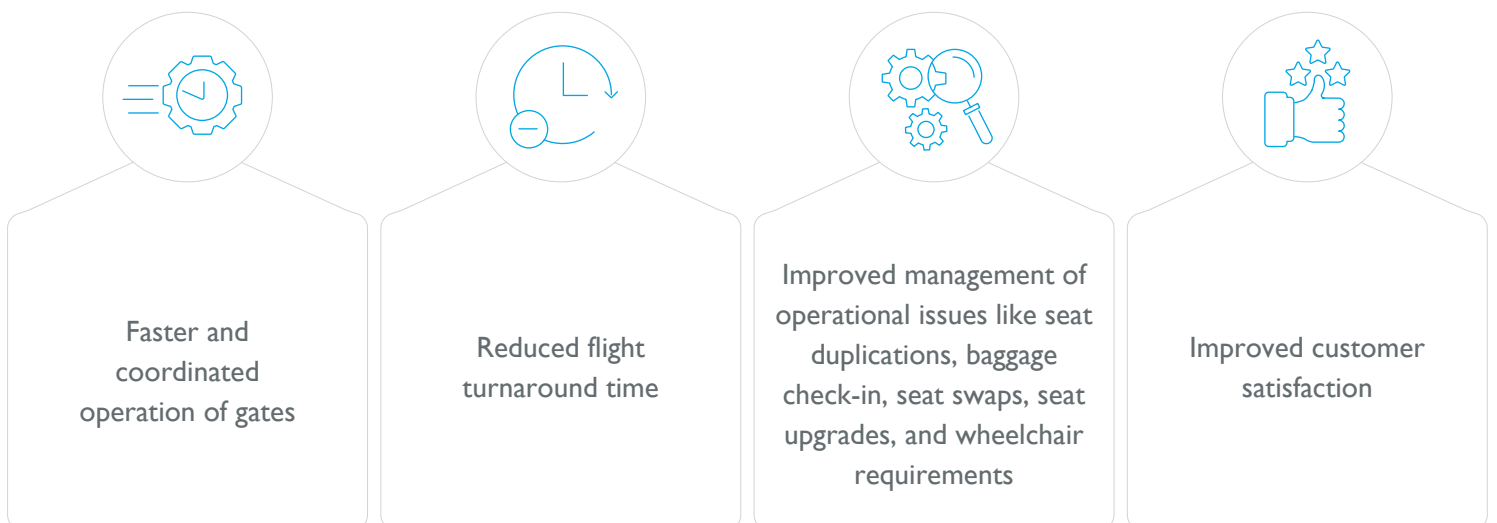 Faster and
coordinated
operation of gates
Reduced flight
turnaround time
Improved management of
operational issues like seat
duplications, baggage
check-in, seat swaps, seat
upgrades, and wheelchair
requirements
Improved customer
satisfaction